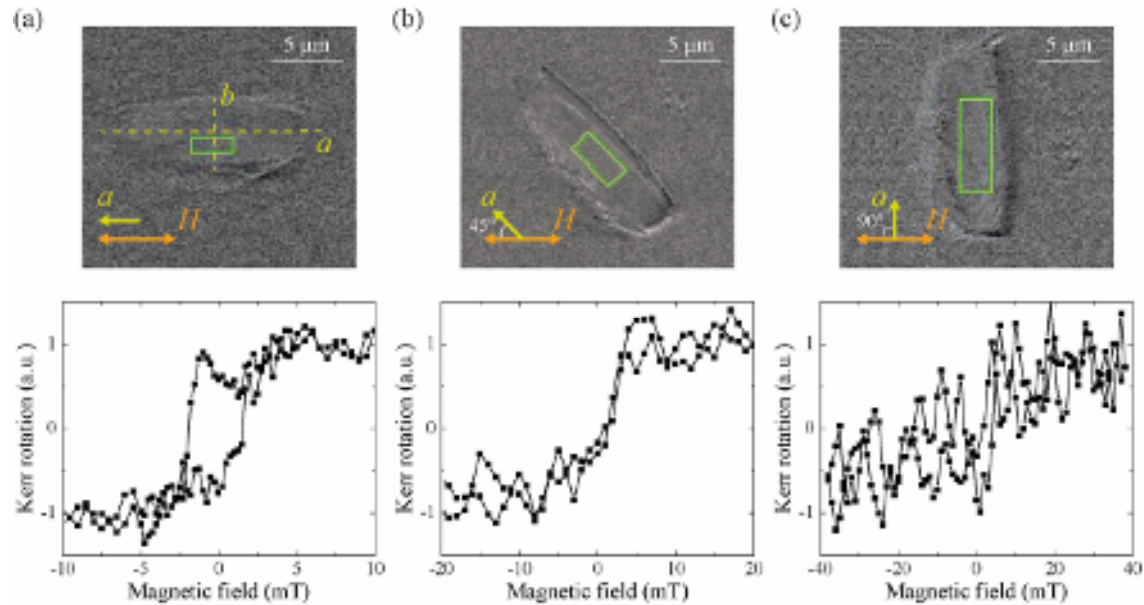 (a) (b) (c)
5 μm 5 μm 5 μm
b
a
a H
45° H
a
90° H
1
0
-1
Kerr rotation (a.u.)
-10 -5 0 5 10
Magnetic field (mT)
1
0
-1
Kerr rotation (a.u.)
-20 -10 0 10 20
Magnetic field (mT)
1
0
-1
Kerr rotation (a.u.)
-40 -20 0 20 40
Magnetic field (mT)